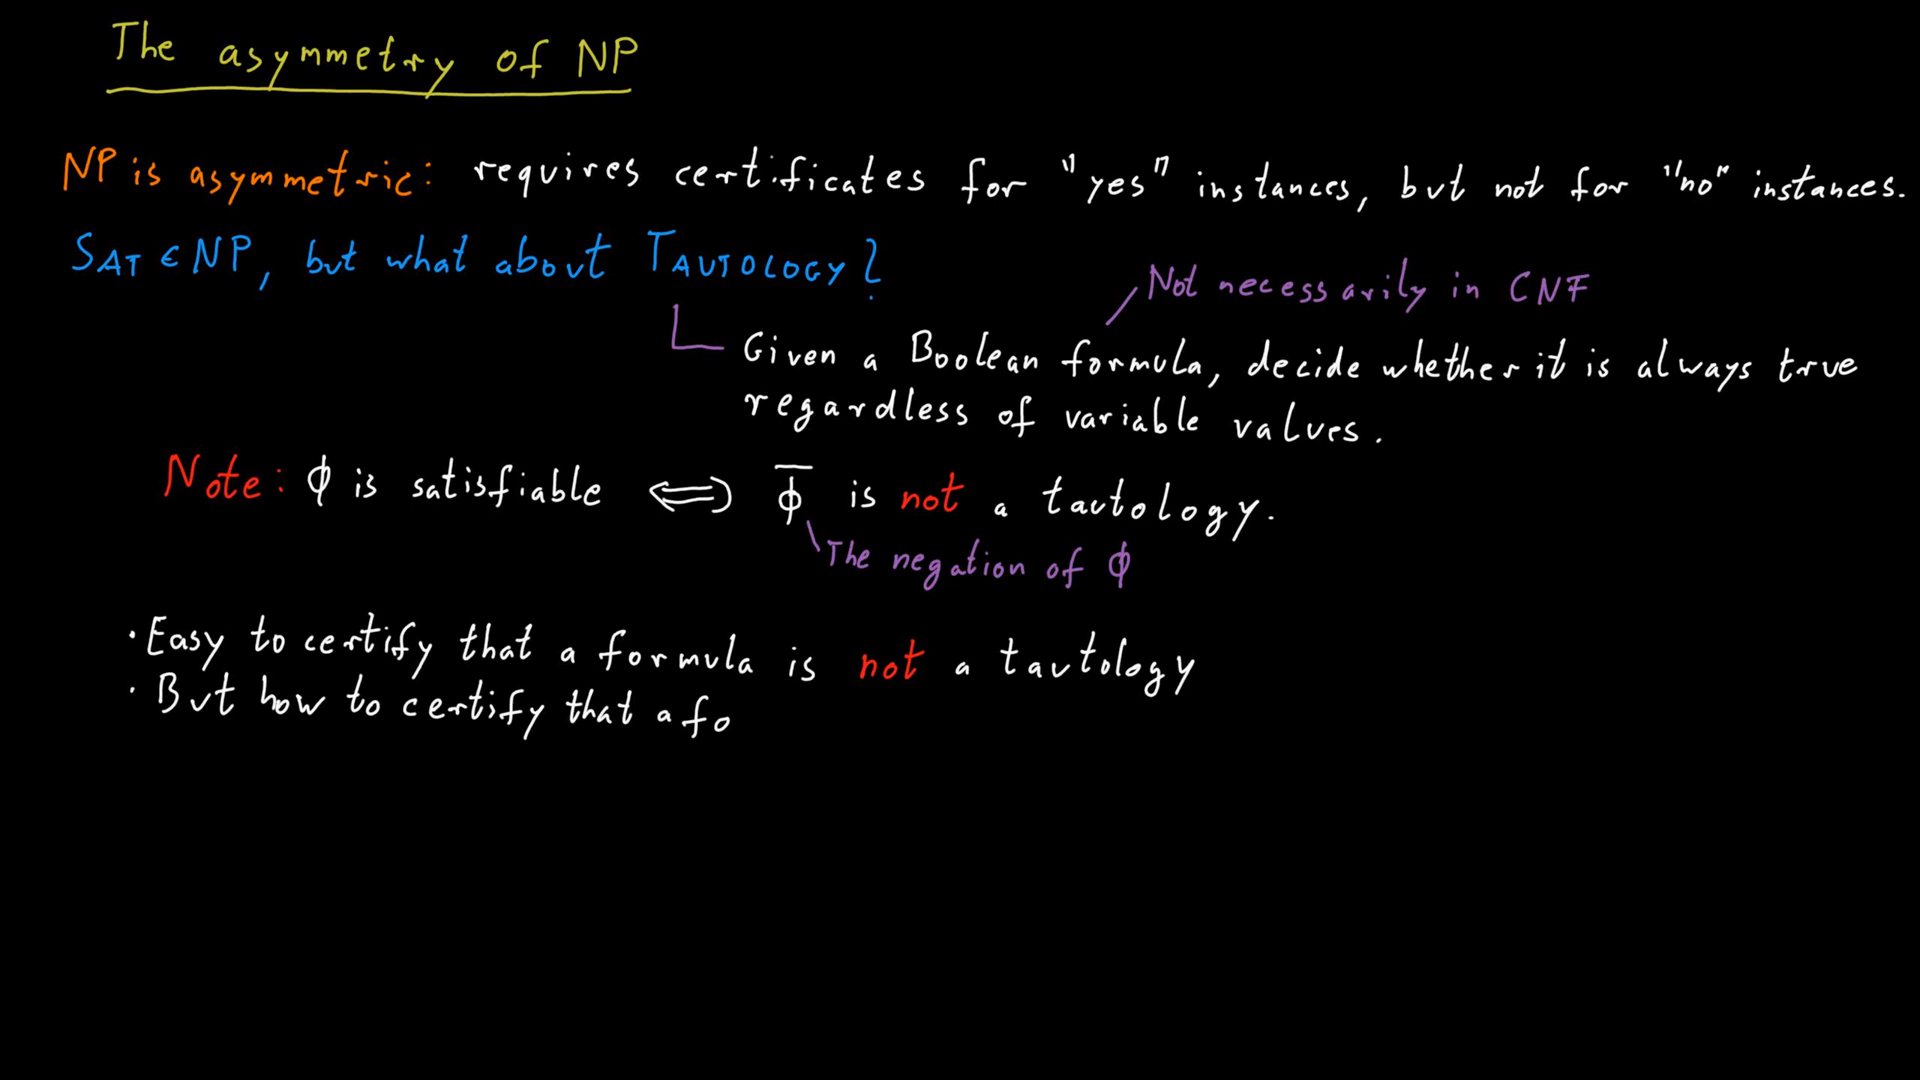 The asymmetry of NP
NP is asymmetric: requires certificates for "yes" instances, but not for "no" instances.
SAT ∈ NP, but what about TAUTOLOGY?
Not necessarily in CNF
Given a Boolean formula, decide whether it is always true
regardless of variable values.
Note: ϕ is satisfiable ⟺ ϕ̅ is not a tautology.
The negation of ϕ
· Easy to certify that a formula is not a tautology
· But how to certify that a fo